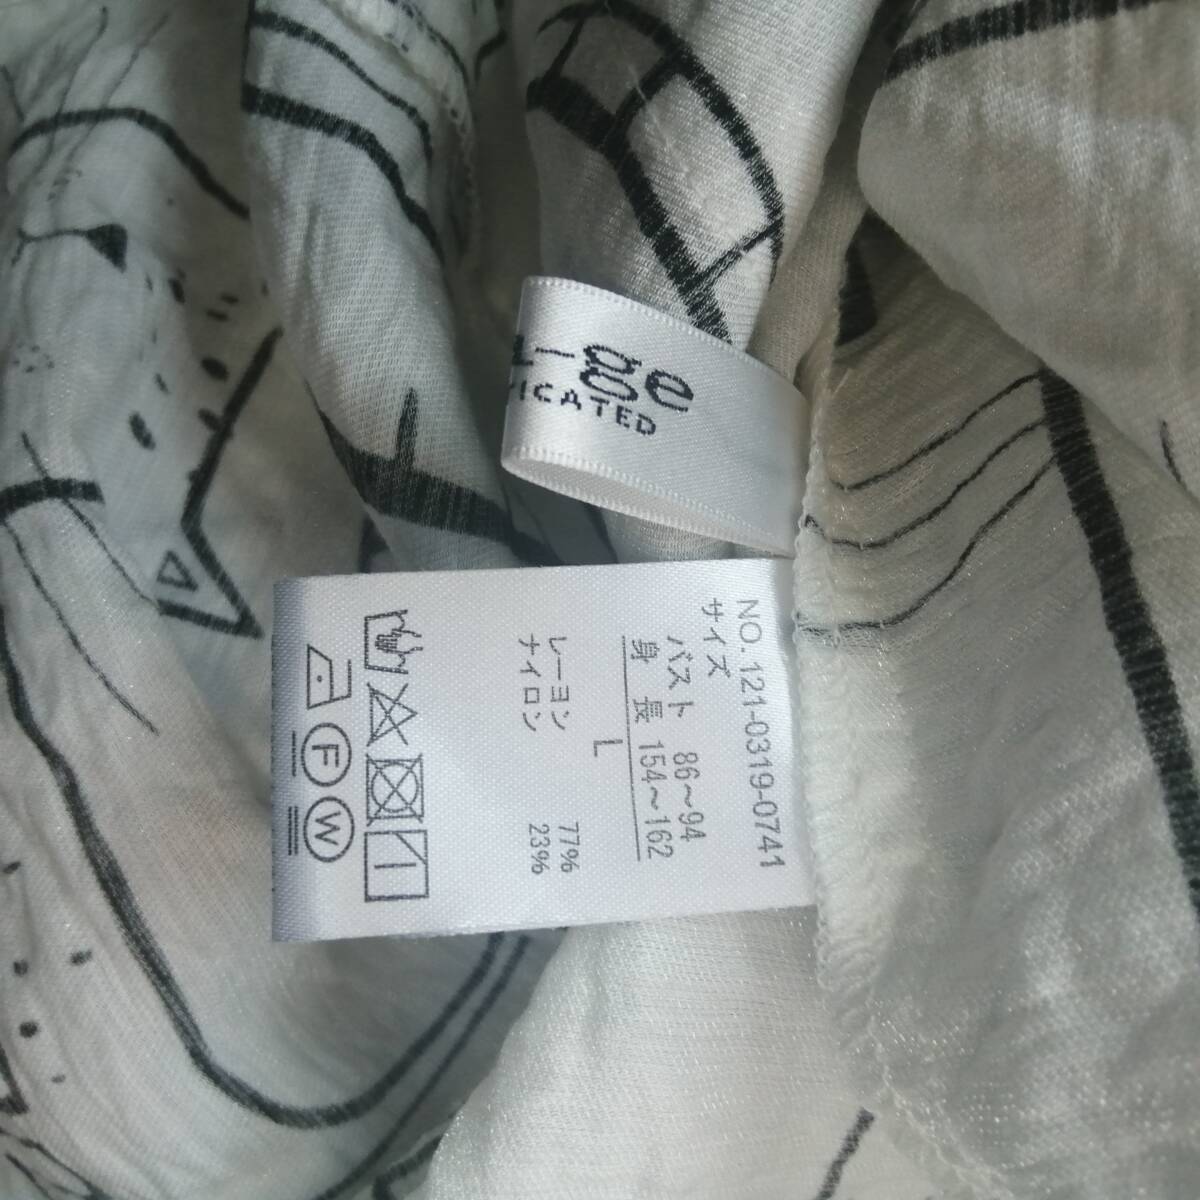 ge
NO.121-0319-0741
サイズ
バスト 86～94
身長 154～162
L
レーヨン 77%
ナイロン 23%
F W